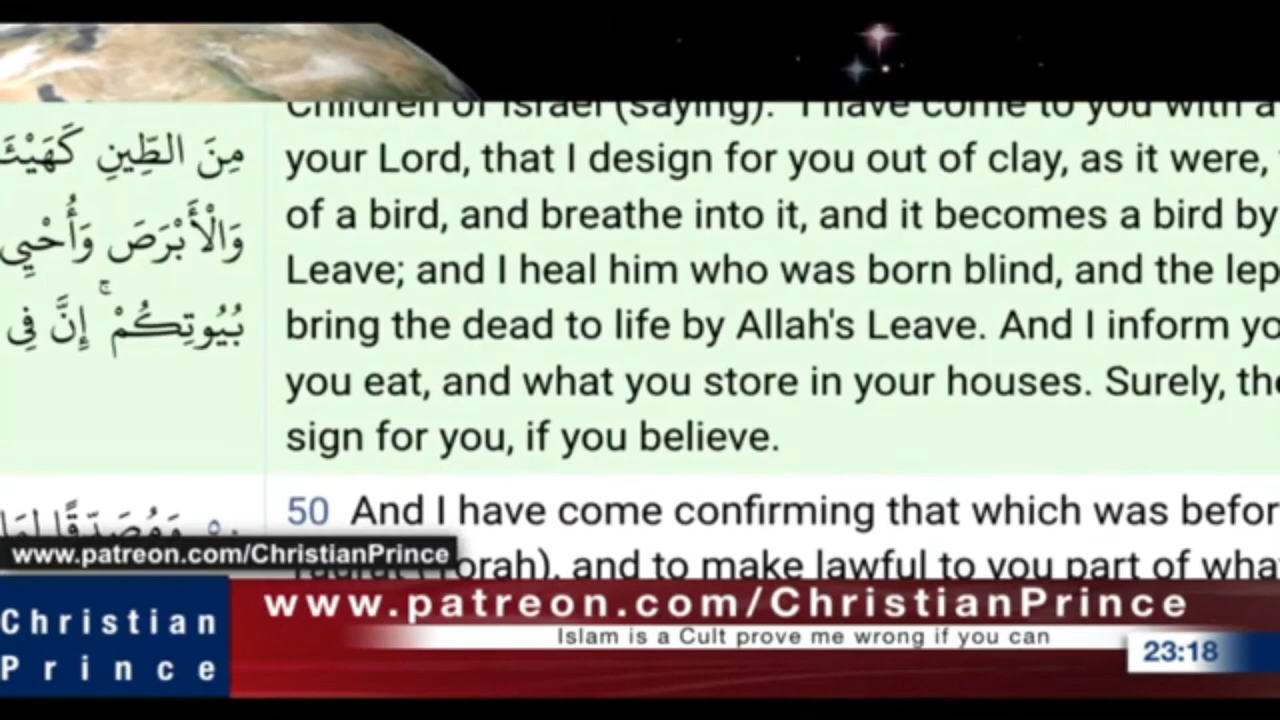 Children of Israel (saying): "I have come to you with a
مِنَ الطِّينِ كَهَيْئَ
your Lord, that I design for you out of clay, as it were,
وَالْأَبْرَصَ وَأُحْيِي
of a bird, and breathe into it, and it becomes a bird by
Leave; and I heal him who was born blind, and the lep
بُيُوتِكُمْ ۚ إِنَّ فِي
bring the dead to life by Allah's Leave. And I inform yo
you eat, and what you store in your houses. Surely, the
sign for you, if you believe.
٥٠ وَمُصَدِّقًا لِمَا
50 And I have come confirming that which was befor
www.patreon.com/ChristianPrince
(Torah), and to make lawful to you part of wha
Christian
Prince
www.patreon.com/ChristianPrince
Islam is a Cult prove me wrong if you can
23:18